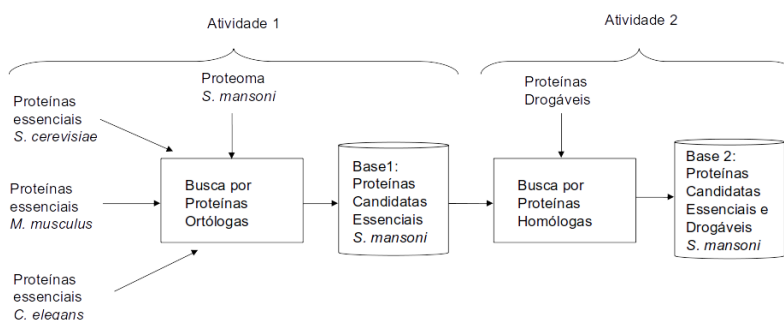 Atividade 1
Atividade 2
Proteoma
S. mansoni
Proteínas
Drogáveis
Proteínas
essenciais
S. cerevisiae
Proteínas
essenciais
M. musculus
Proteínas
essenciais
C. elegans
Busca por
Proteínas
Ortólogas
Base1:
Proteínas
Candidatas
Essenciais
S. mansoni
Busca por
Proteínas
Homólogas
Base 2:
Proteínas
Candidatas
Essenciais e
Drogáveis
S. mansoni